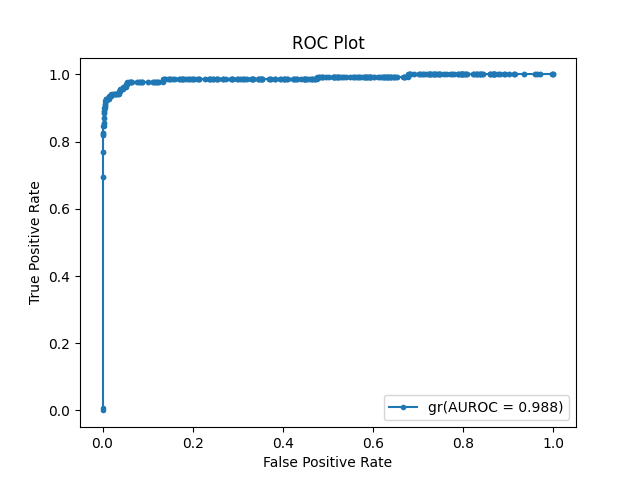 ROC Plot
True Positive Rate
1.0
0.8
0.6
0.4
0.2
0.0
gr(AUROC = 0.988)
0.0 0.2 0.4 0.6 0.8 1.0
False Positive Rate